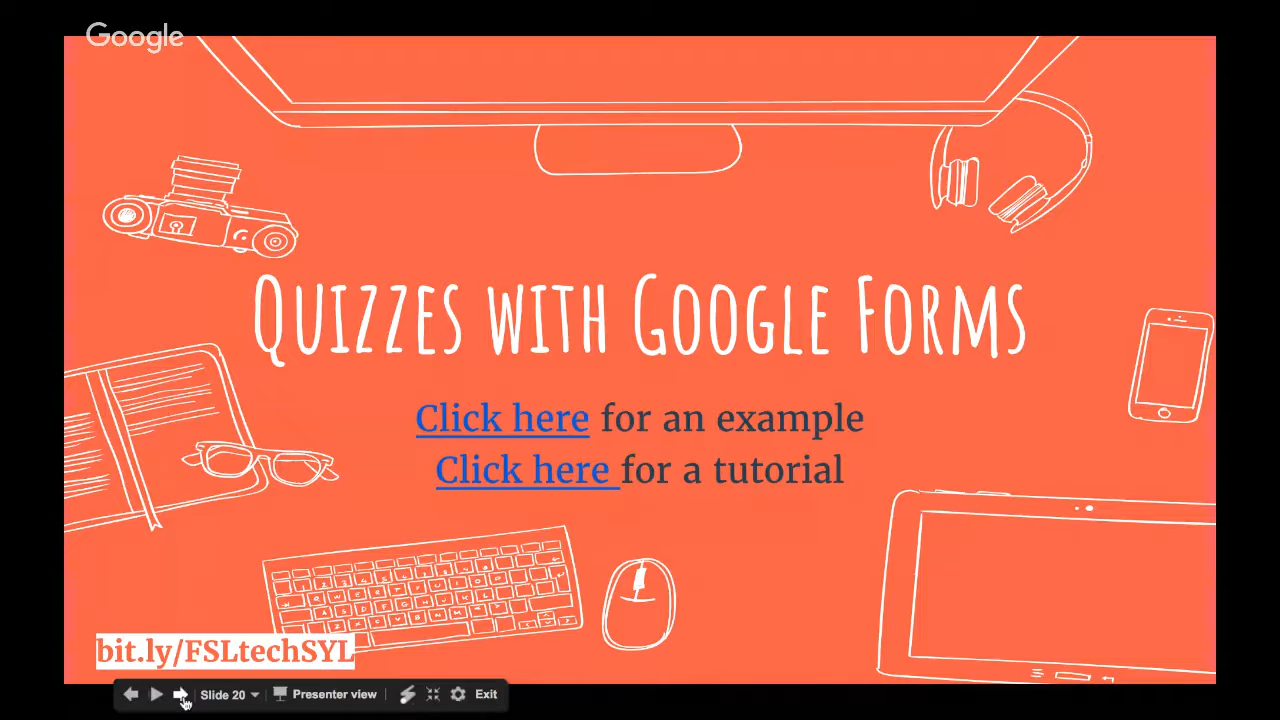 Google
Quizzes with Google Forms
Click here for an example
Click here for a tutorial
bit.ly/FSLtechSYL
Slide 20 Presenter view Exit